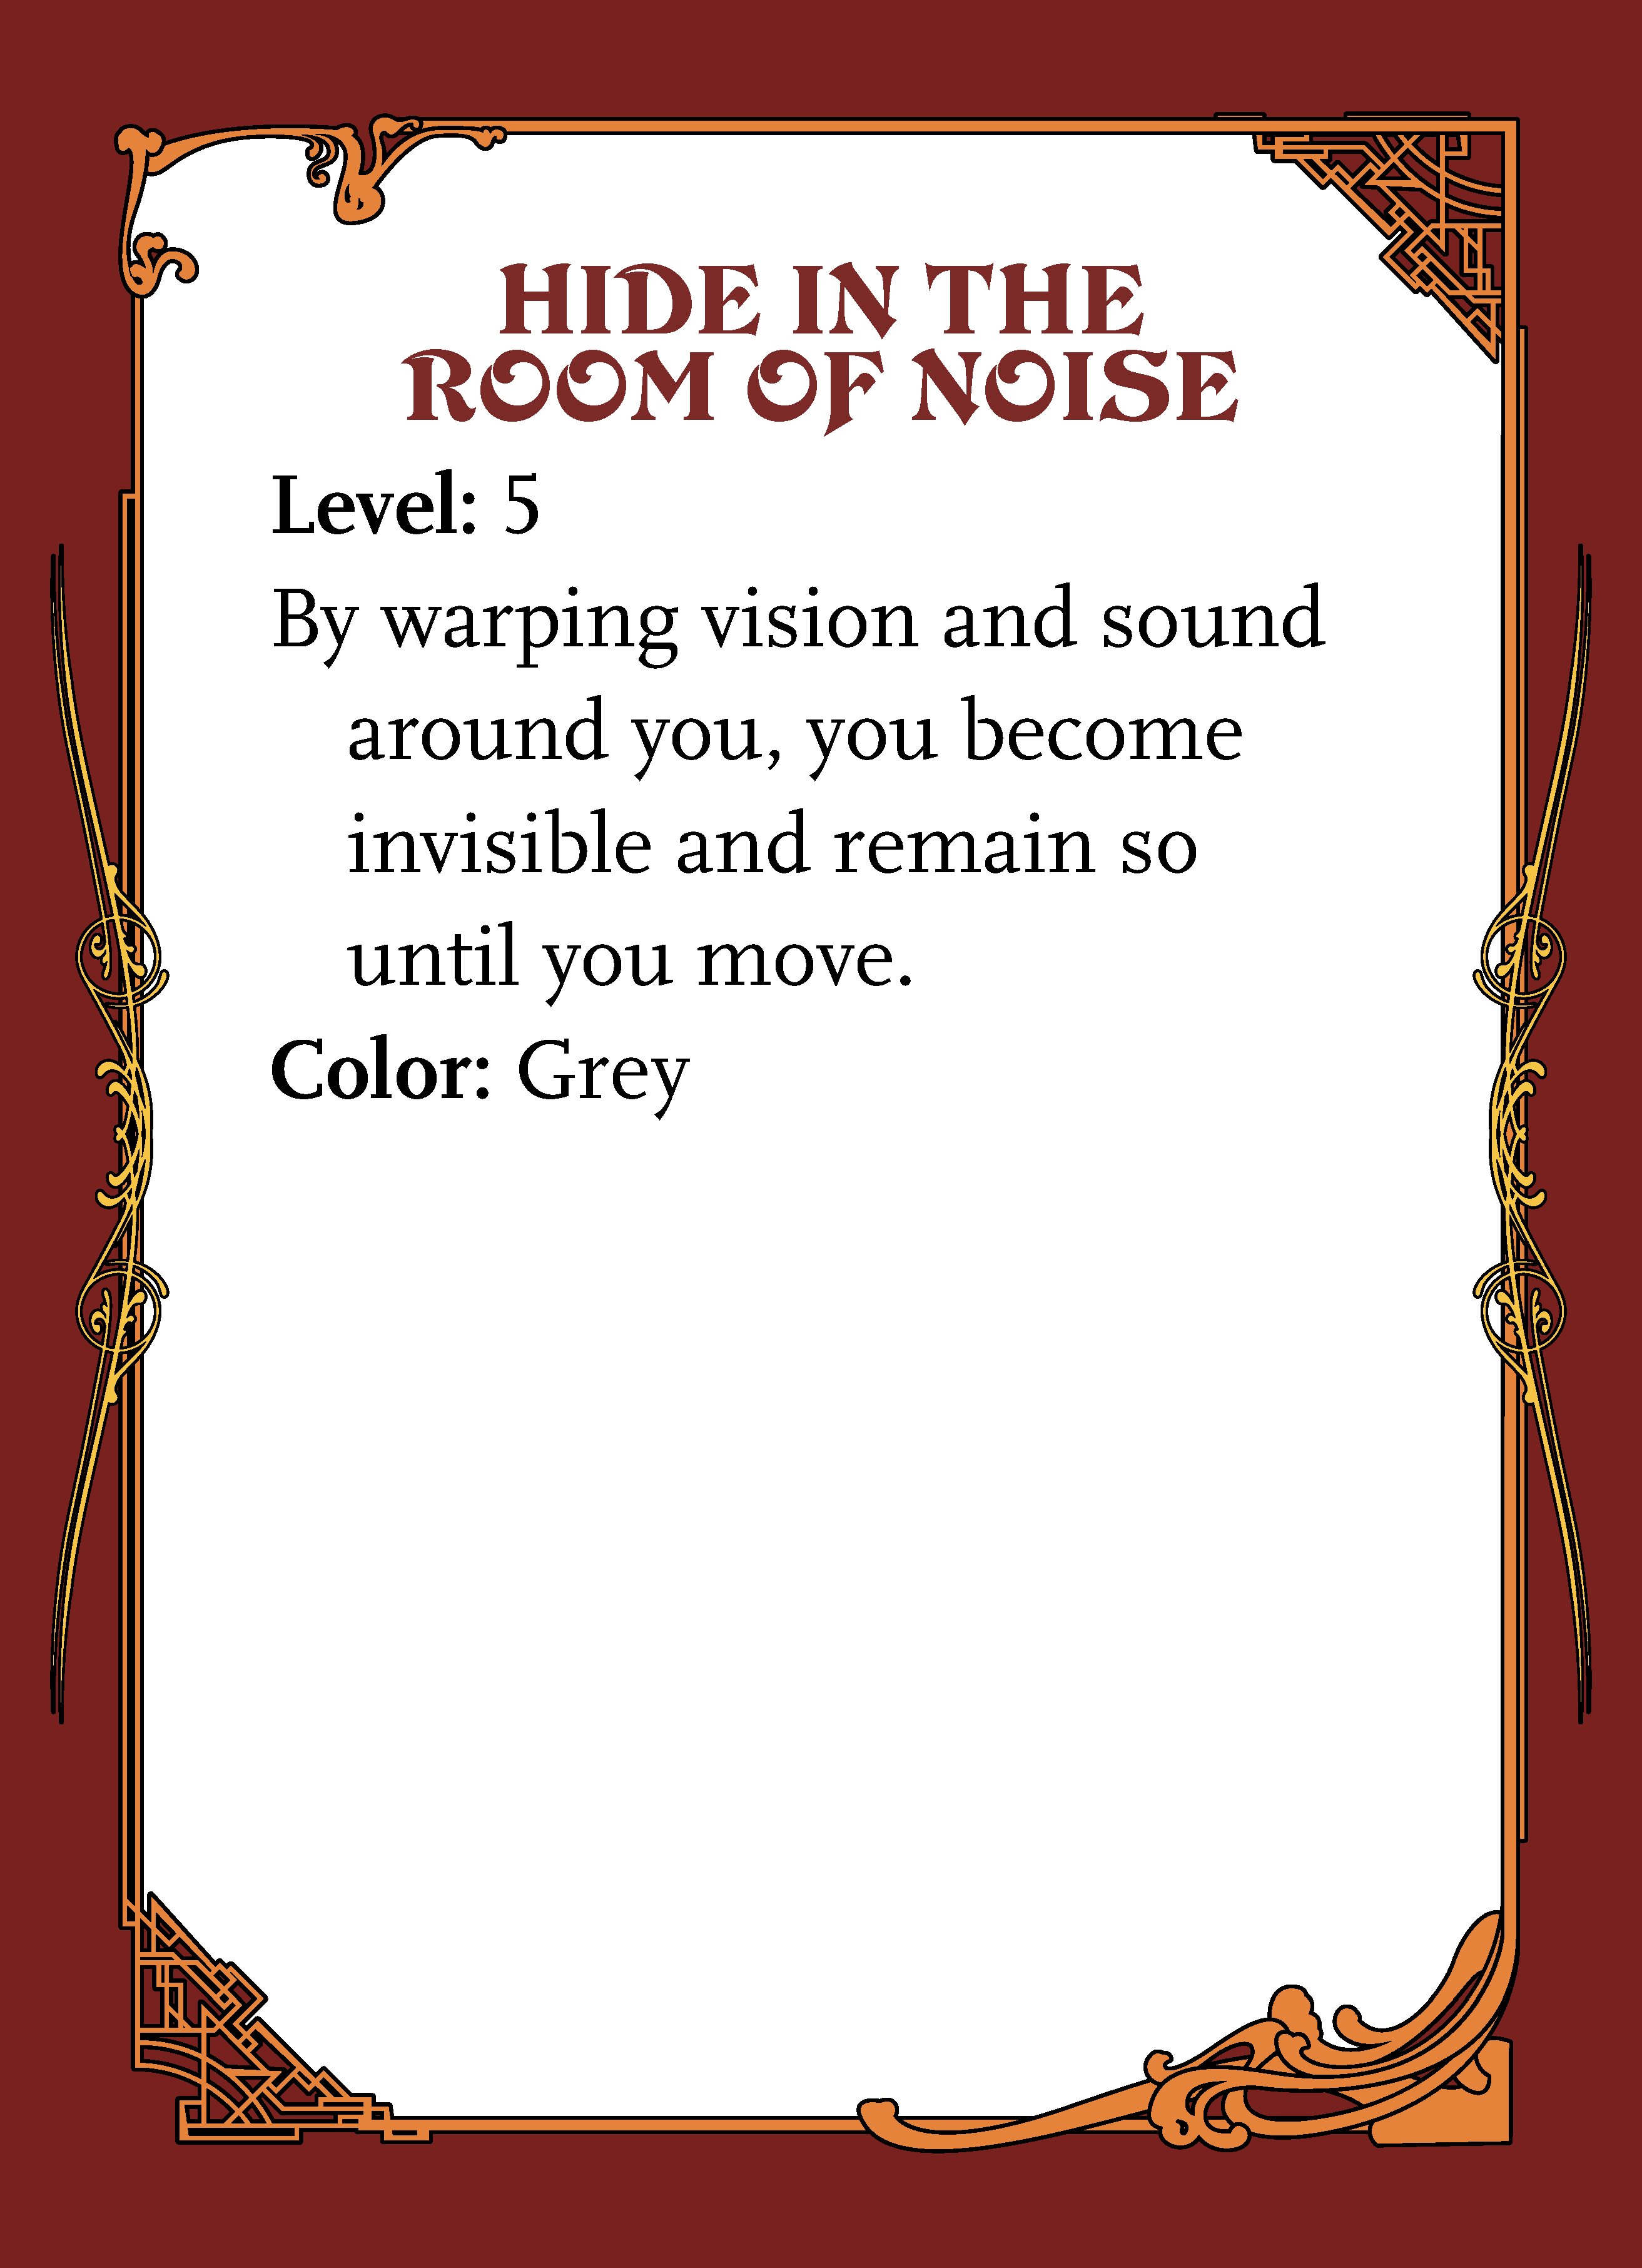 HIDE IN THE
ROOM OF NOISE
Level: 5
By warping vision and sound
around you, you become
invisible and remain so
until you move.
Color: Grey